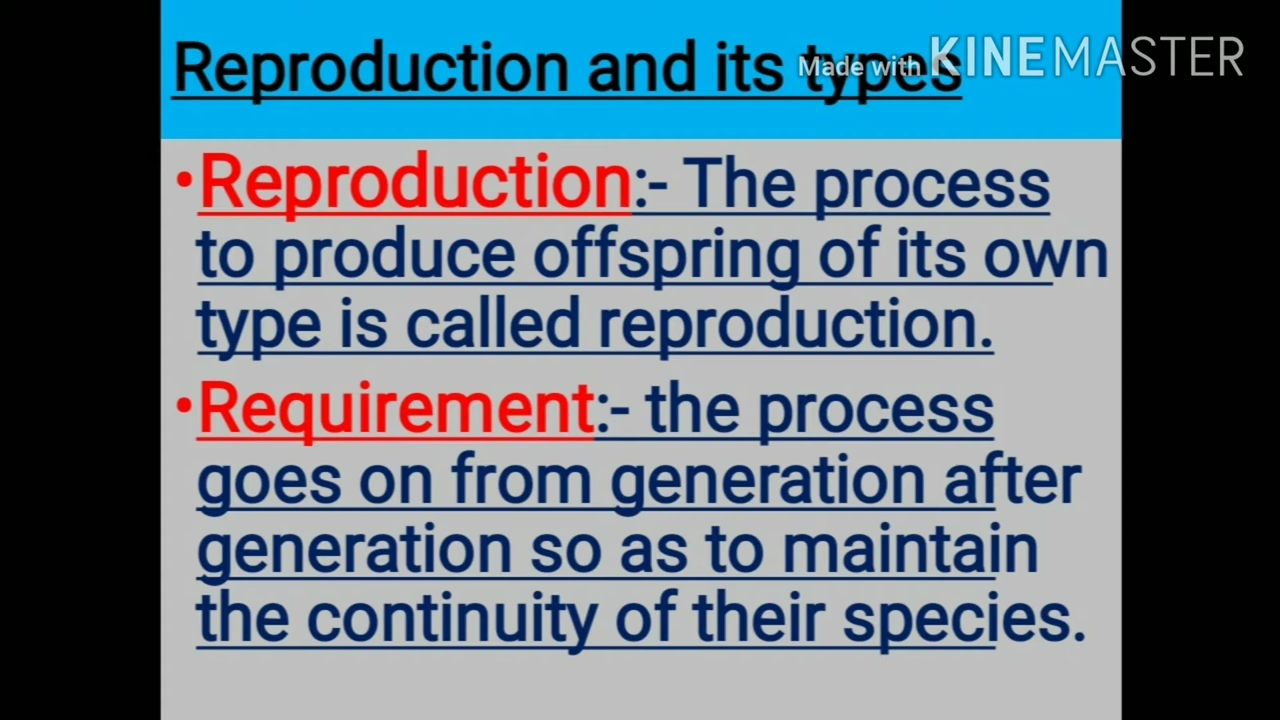 Reproduction and its types
Made with KINEMASTER
•Reproduction:- The process
to produce offspring of its own
type is called reproduction.
•Requirement:- the process
goes on from generation after
generation so as to maintain
the continuity of their species.